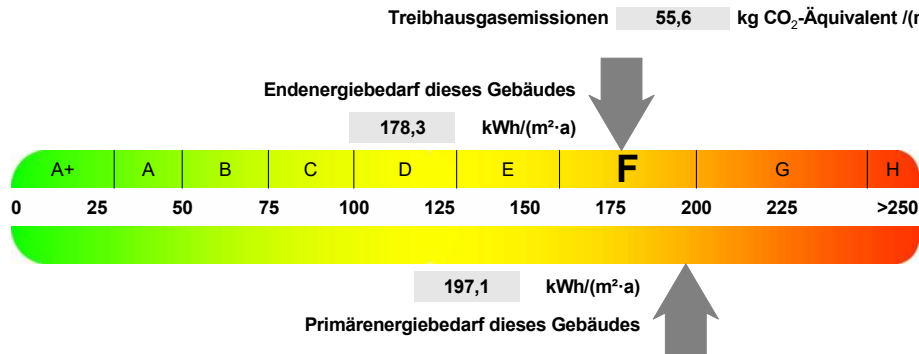 Treibhausgasemissionen 55,6 kg CO₂-Äquivalent /(
Endenergiebedarf dieses Gebäudes
178,3 kWh/(m²·a)
A+ A B C D E F G H
0 25 50 75 100 125 150 175 200 225 >250
197,1 kWh/(m²·a)
Primärenergiebedarf dieses Gebäudes